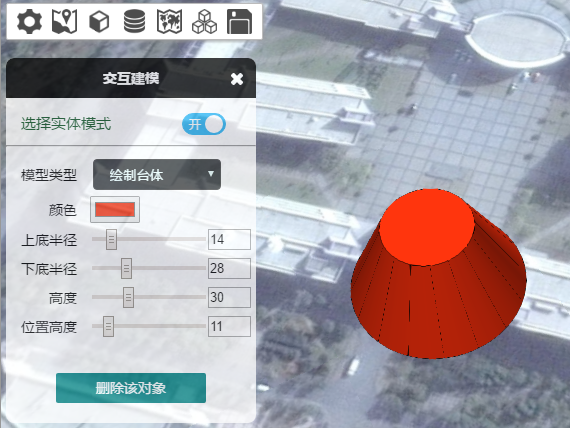 交互建模
选择实体模式 开
模型类型 绘制台体
颜色
上底半径 14
下底半径 28
高度 30
位置高度 11
删除该对象